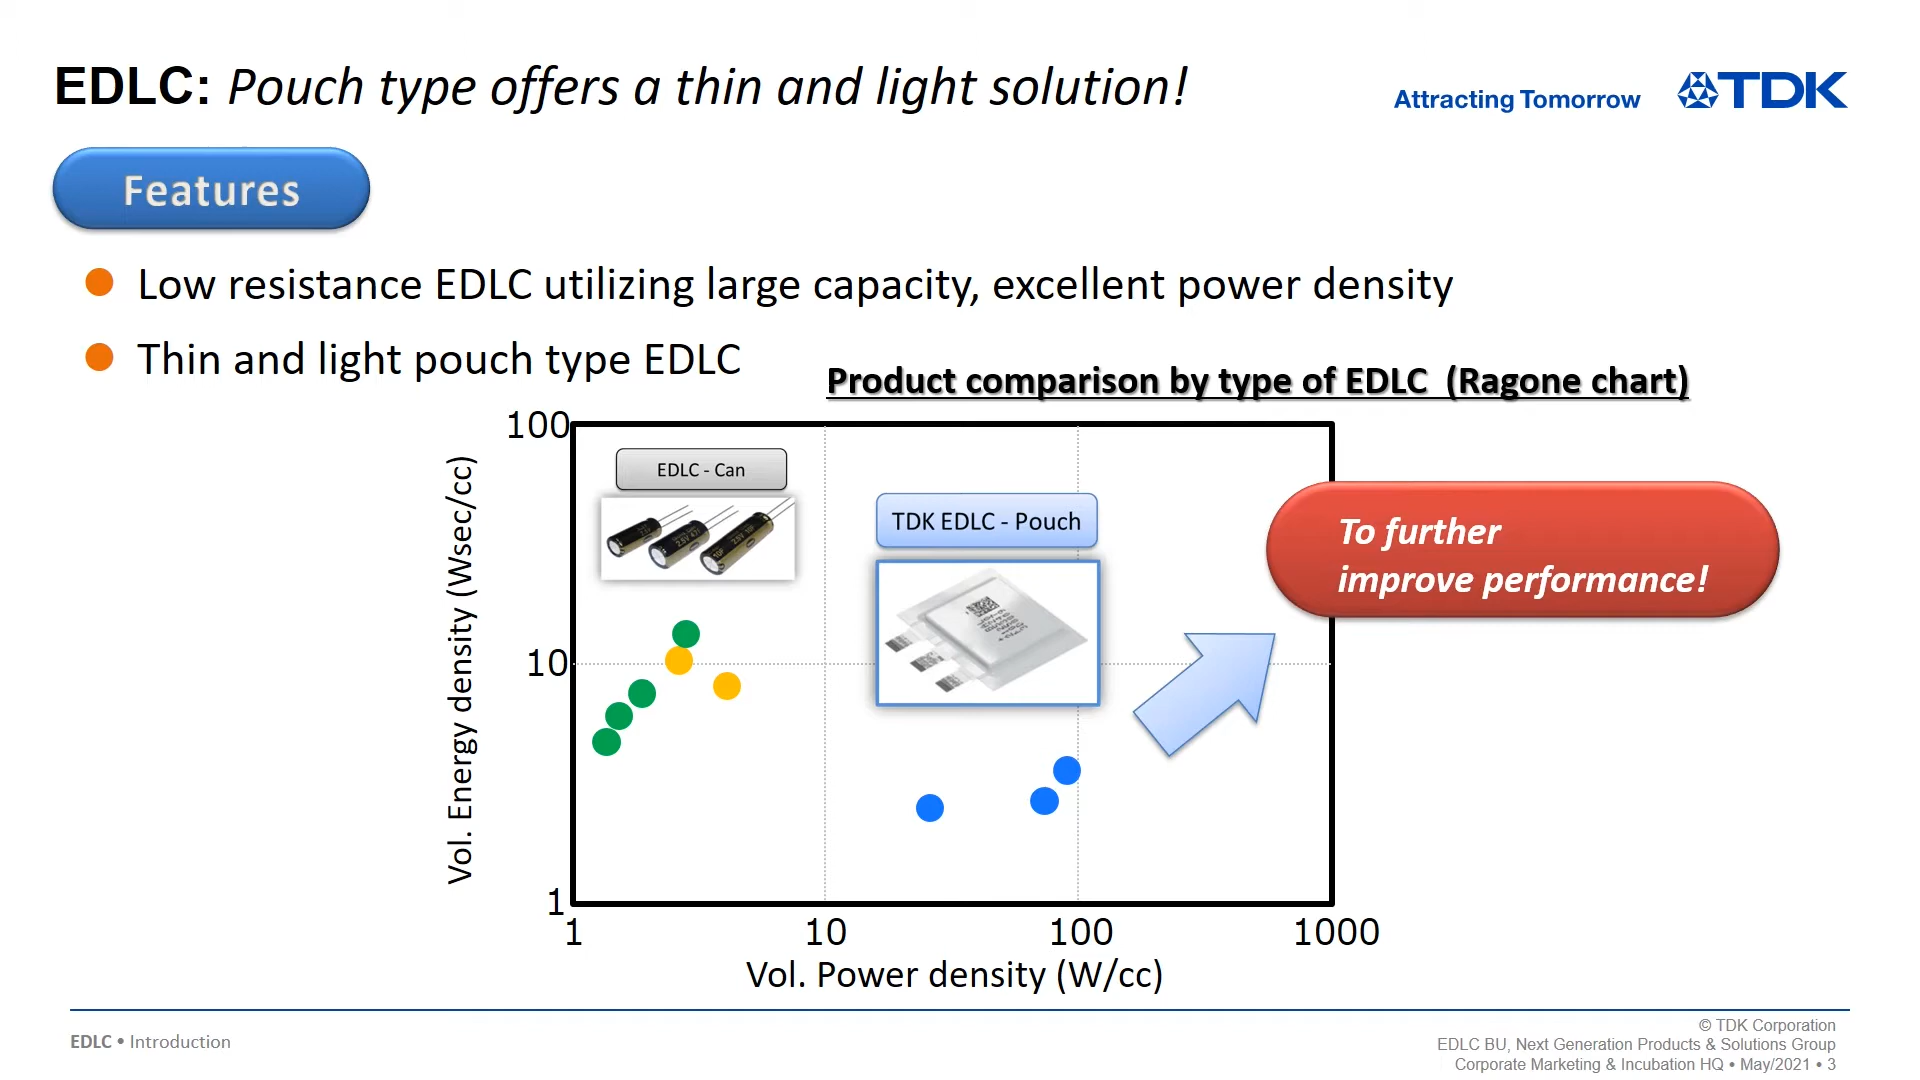 EDLC: Pouch type offers a thin and light solution!
Attracting Tomorrow TDK
Features
Low resistance EDLC utilizing large capacity, excellent power density
Thin and light pouch type EDLC
Product comparison by type of EDLC (Ragone chart)
100
10
1
Vol. Energy density (Wsec/cc)
EDLC - Can
TDK EDLC - Pouch
To further
improve performance!
1 10 100 1000
Vol. Power density (W/cc)
EDLC • Introduction
© TDK Corporation
EDLC BU, Next Generation Products & Solutions Group
Corporate Marketing & Incubation HQ • May/2021 • 3